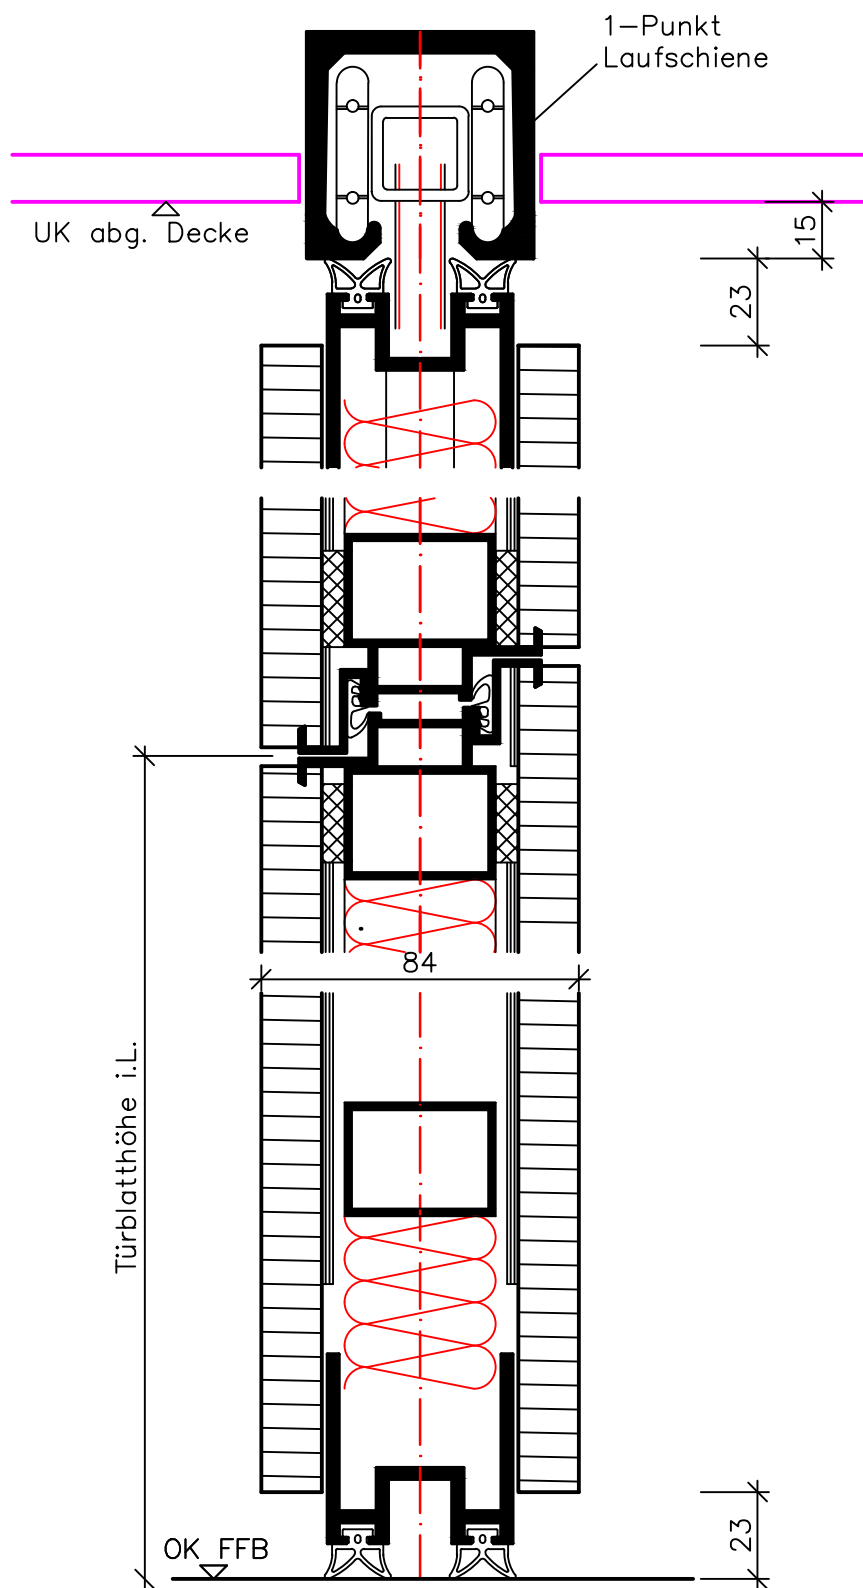 1-Punkt
Laufschiene
UK abg. Decke
15
23
84
Türblatthöhe i.L.
OK FFB
23